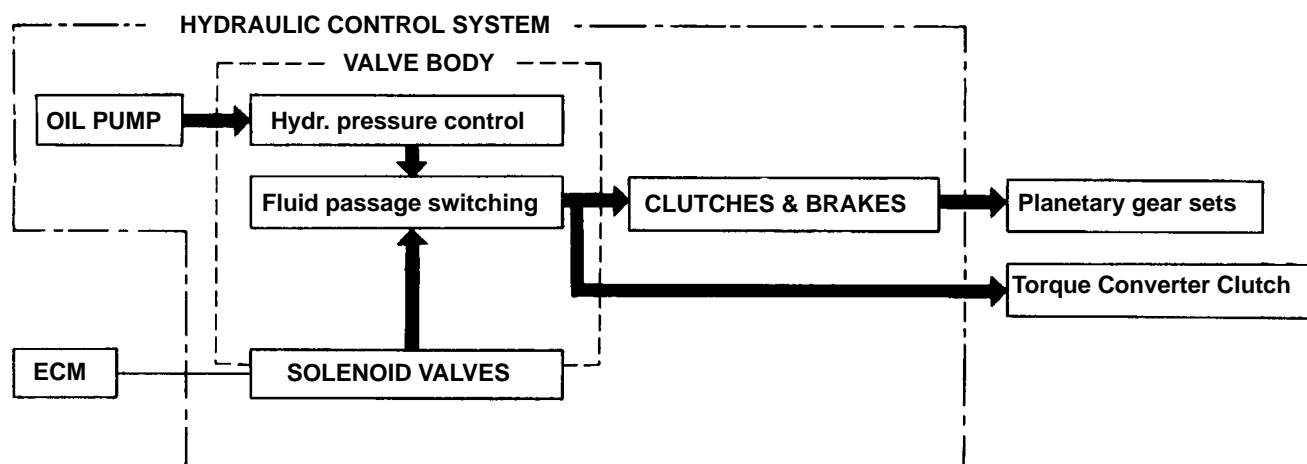 HYDRAULIC CONTROL SYSTEM
VALVE BODY
OIL PUMP
Hydr. pressure control
Fluid passage switching
CLUTCHES & BRAKES
Planetary gear sets
Torque Converter Clutch
ECM
SOLENOID VALVES